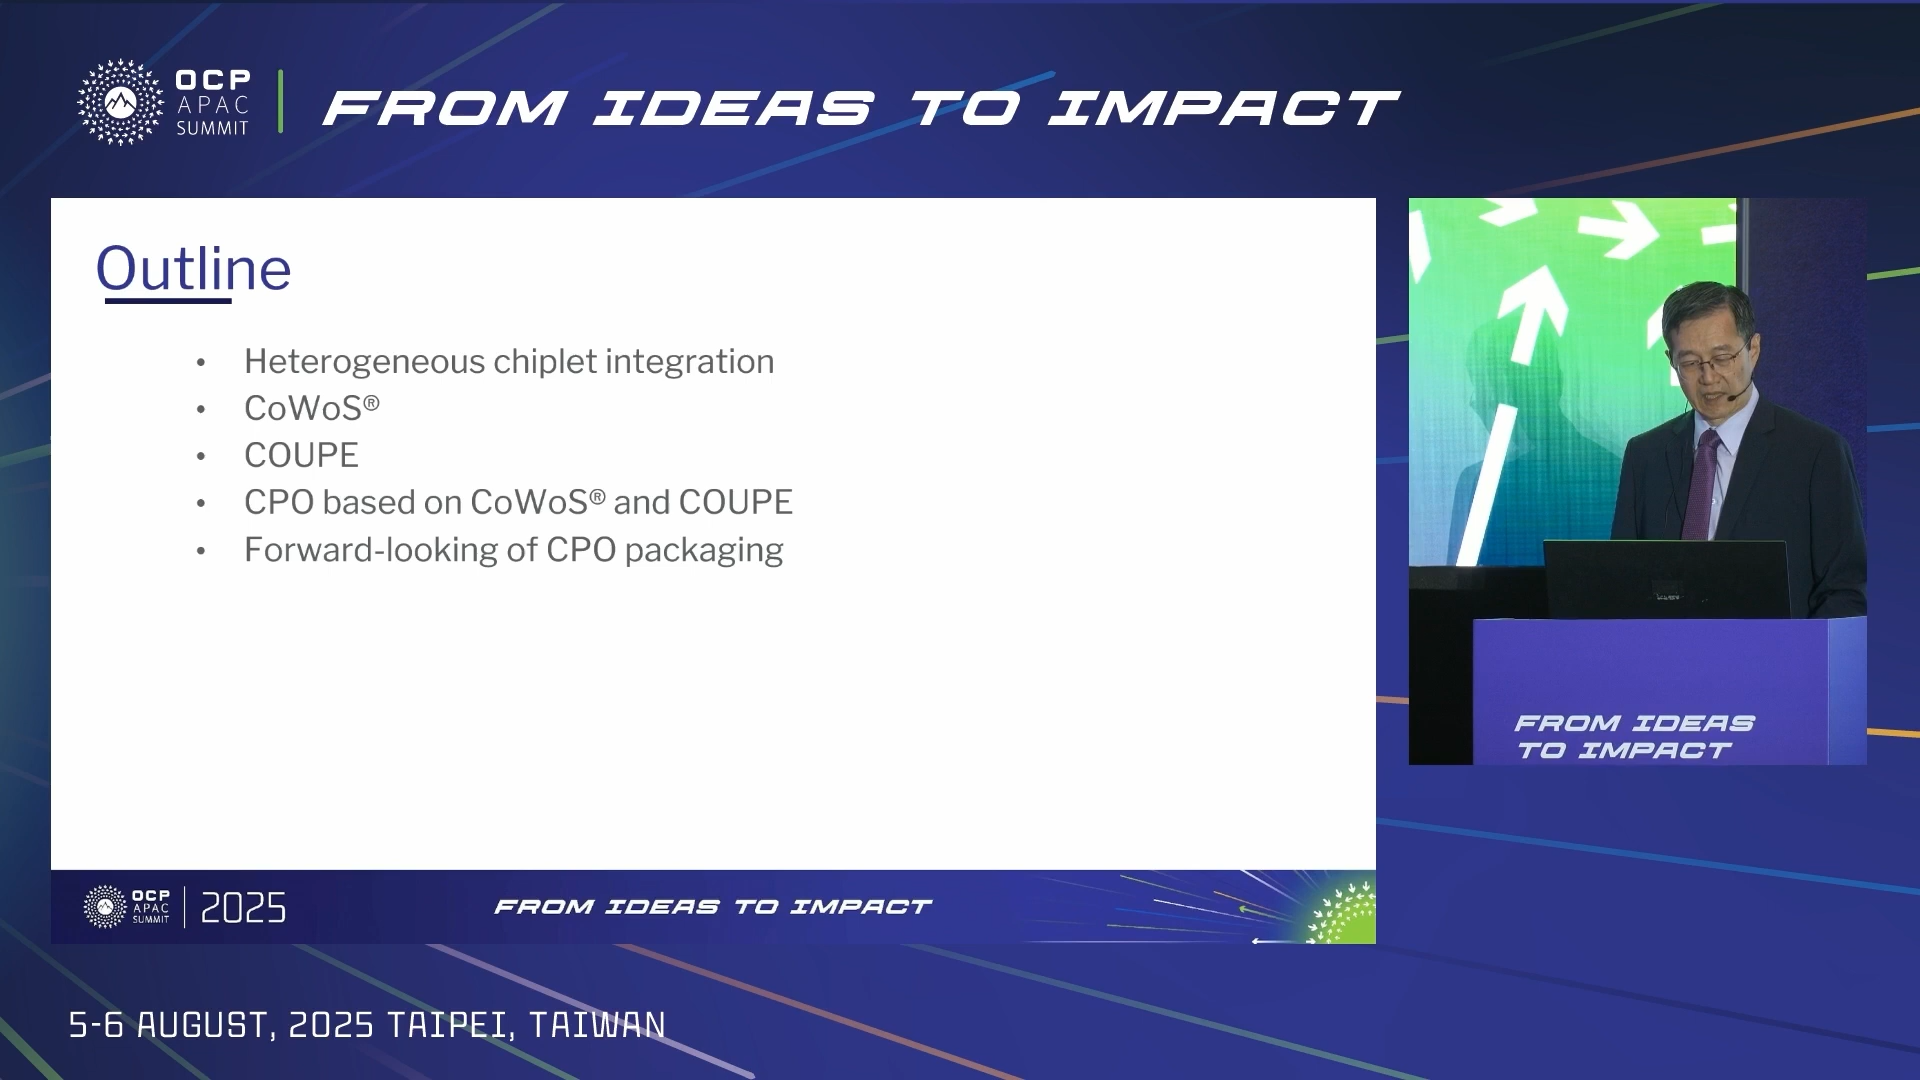 OCP
APAC
SUMMIT
FROM IDEAS TO IMPACT
Outline
• Heterogeneous chiplet integration
• CoWoS®
• COUPE
• CPO based on CoWoS® and COUPE
• Forward-looking of CPO packaging
FROM IDEAS
TO IMPACT
OCP
APAC
SUMMIT
2025
FROM IDEAS TO IMPACT
5-6 AUGUST, 2025 TAIPEI, TAIWAN